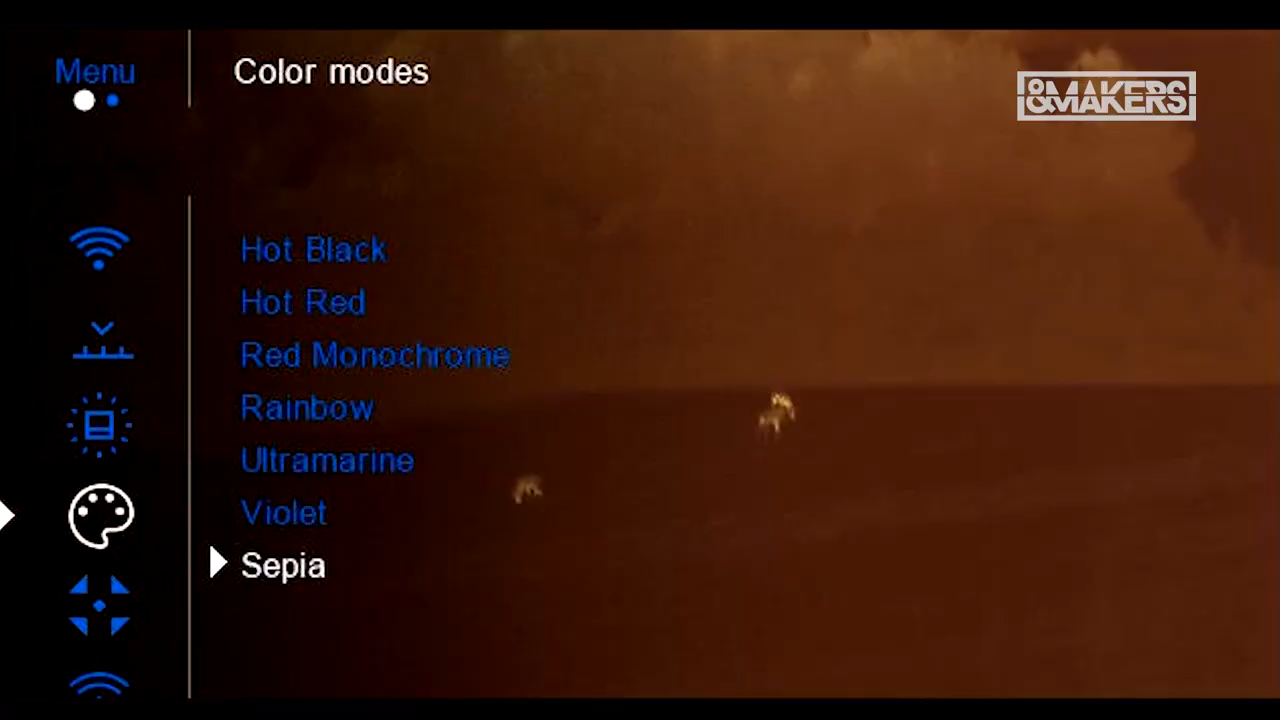 Menu
Color modes
&MAKERS
Hot Black
Hot Red
Red Monochrome
Rainbow
Ultramarine
Violet
Sepia